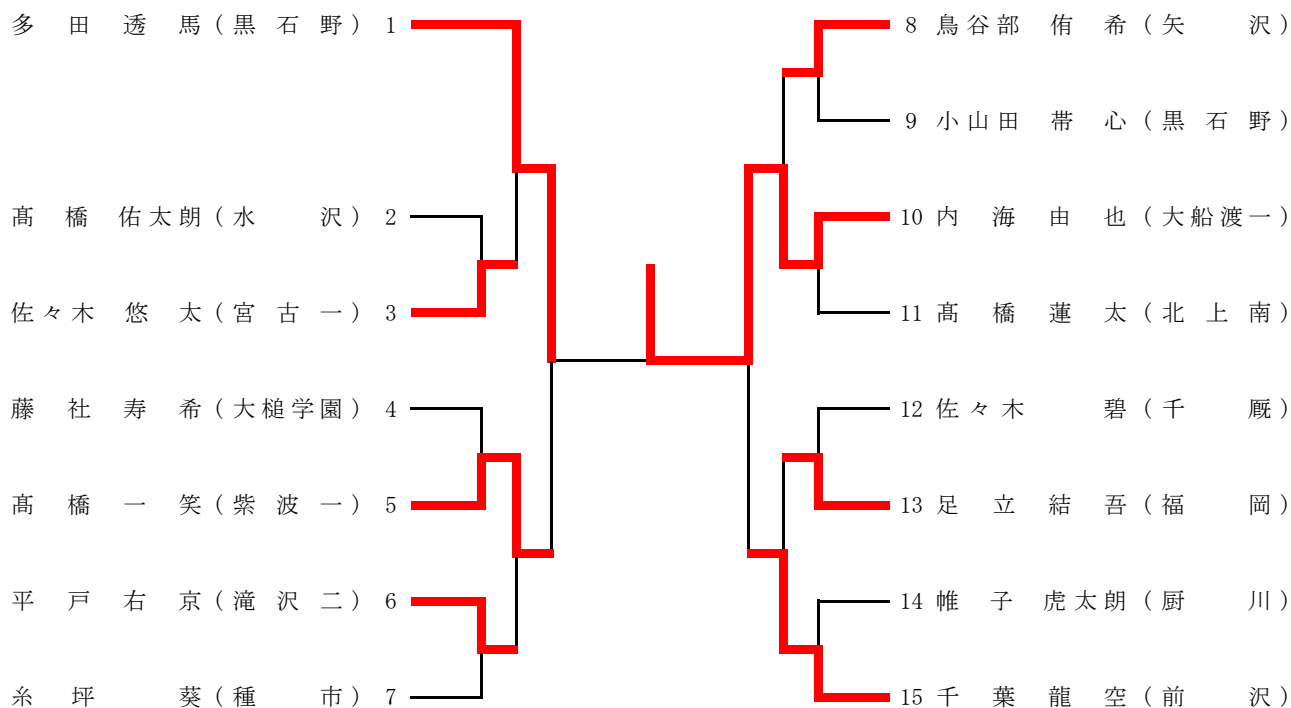 多田透馬（黒石野） 1
髙橋佑太朗（水沢） 2
佐々木悠太（宮古一） 3
藤社寿希（大槌学園） 4
髙橋一笑（紫波一） 5
平戸右京（滝沢二） 6
糸坪葵（種市） 7
8 鳥谷部侑希（矢沢）
9 小山田帯心（黒石野）
10 内海由也（大船渡一）
11 髙橋蓮太（北上南）
12 佐々木碧（千厩）
13 足立結吾（福岡）
14 帷子虎太朗（厨川）
15 千葉龍空（前沢）